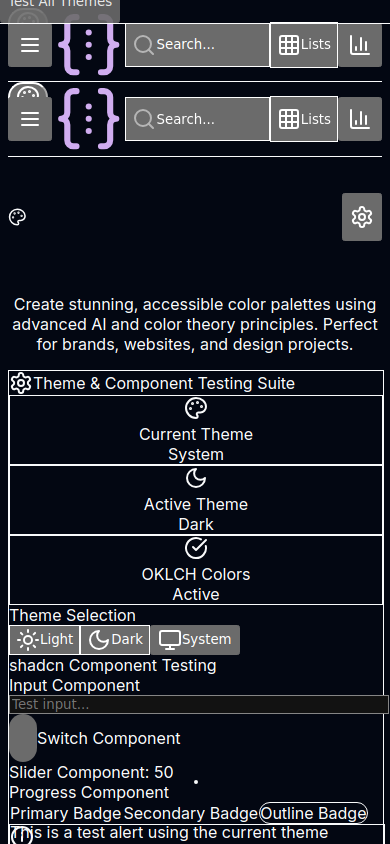 Test All Themes
Search... Lists
Search... Lists
Create stunning, accessible color palettes using
advanced AI and color theory principles. Perfect
for brands, websites, and design projects.
Theme & Component Testing Suite
Current Theme
System
Active Theme
Dark
OKLCH Colors
Active
Theme Selection
Light Dark System
shadcn Component Testing
Input Component
Test input...
Switch Component
Slider Component: 50
Progress Component
Primary Badge Secondary Badge Outline Badge
This is a test alert using the current theme